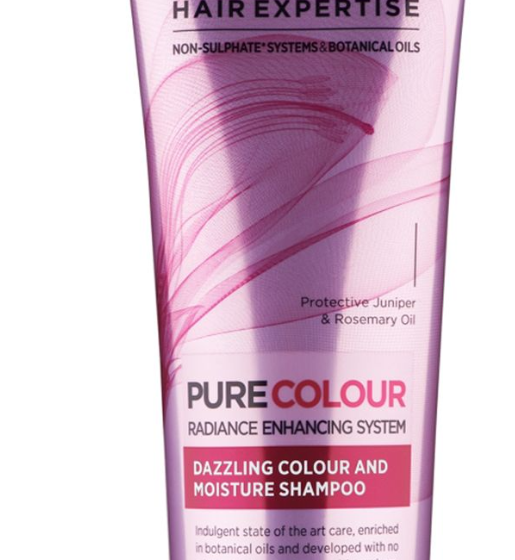 HAIR EXPERTISE
NON-SULPHATE* SYSTEMS & BOTANICAL OILS
Protective Juniper
& Rosemary Oil
PURE COLOUR
RADIANCE ENHANCING SYSTEM
DAZZLING COLOUR AND
MOISTURE SHAMPOO
Indulgent state of the art care, enriched
in botanical oils and developed with no